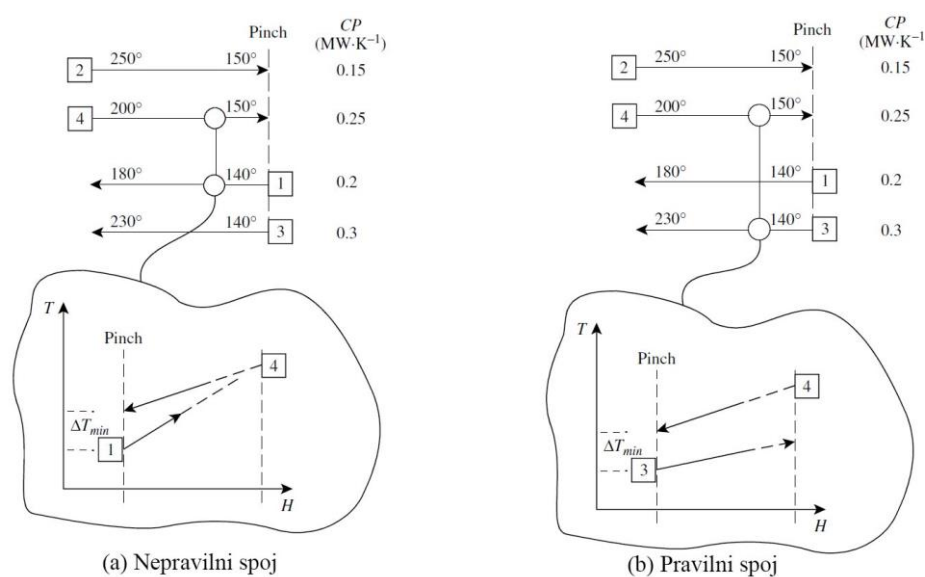 Pinch
CP
(MW·K⁻¹)
2 250° 150° 0.15
4 200° 150° 0.25
180° 140° 1 0.2
230° 140° 3 0.3
T
Pinch
4
ΔTmin
1
H
(a) Nepravilni spoj
Pinch
CP
(MW·K⁻¹)
2 250° 150° 0.15
4 200° 150° 0.25
180° 140° 1 0.2
230° 140° 3 0.3
T
Pinch
4
ΔTmin
3
H
(b) Pravilni spoj